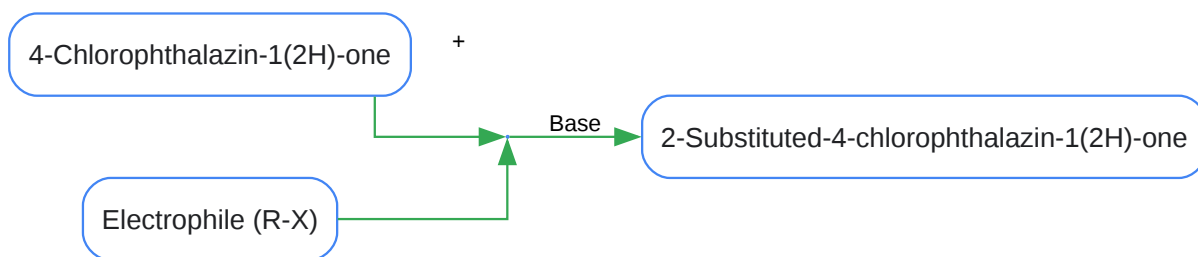 4-Chlorophthalazin-1(2H)-one
+
Base
2-Substituted-4-chlorophthalazin-1(2H)-one
Electrophile (R-X)